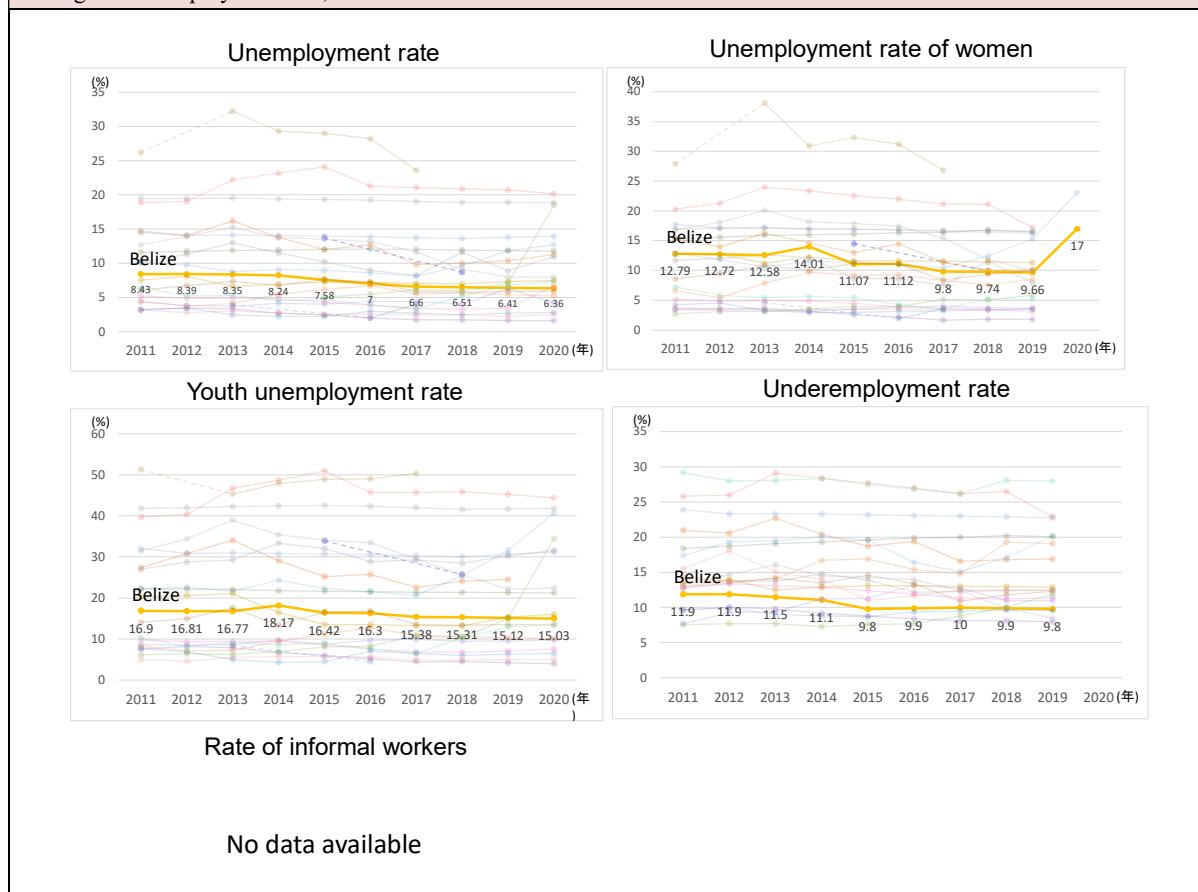 Unemployment rate
(%)
35
30
25
20
15
10
5
0
Belize
8.43 8.39 8.35 8.24 7.58 7 6.6 6.51 6.41 6.36
2011 2012 2013 2014 2015 2016 2017 2018 2019 2020 (年)
Unemployment rate of women
(%)
40
35
30
25
20
15
10
5
0
Belize
12.79 12.72 12.58 14.01 11.07 11.12 9.8 9.74 9.66 17
2011 2012 2013 2014 2015 2016 2017 2018 2019 2020 (年)
Youth unemployment rate
(%)
60
50
40
30
20
10
0
Belize
16.9 16.81 16.77 18.17 16.42 16.3 15.38 15.31 15.12 15.03
2011 2012 2013 2014 2015 2016 2017 2018 2019 2020 (年
)
Underemployment rate
(%)
35
30
25
20
15
10
5
0
Belize
11.9 11.9 11.5 11.1 9.8 9.9 10 9.9 9.8
2011 2012 2013 2014 2015 2016 2017 2018 2019 2020 (年)
Rate of informal workers
No data available